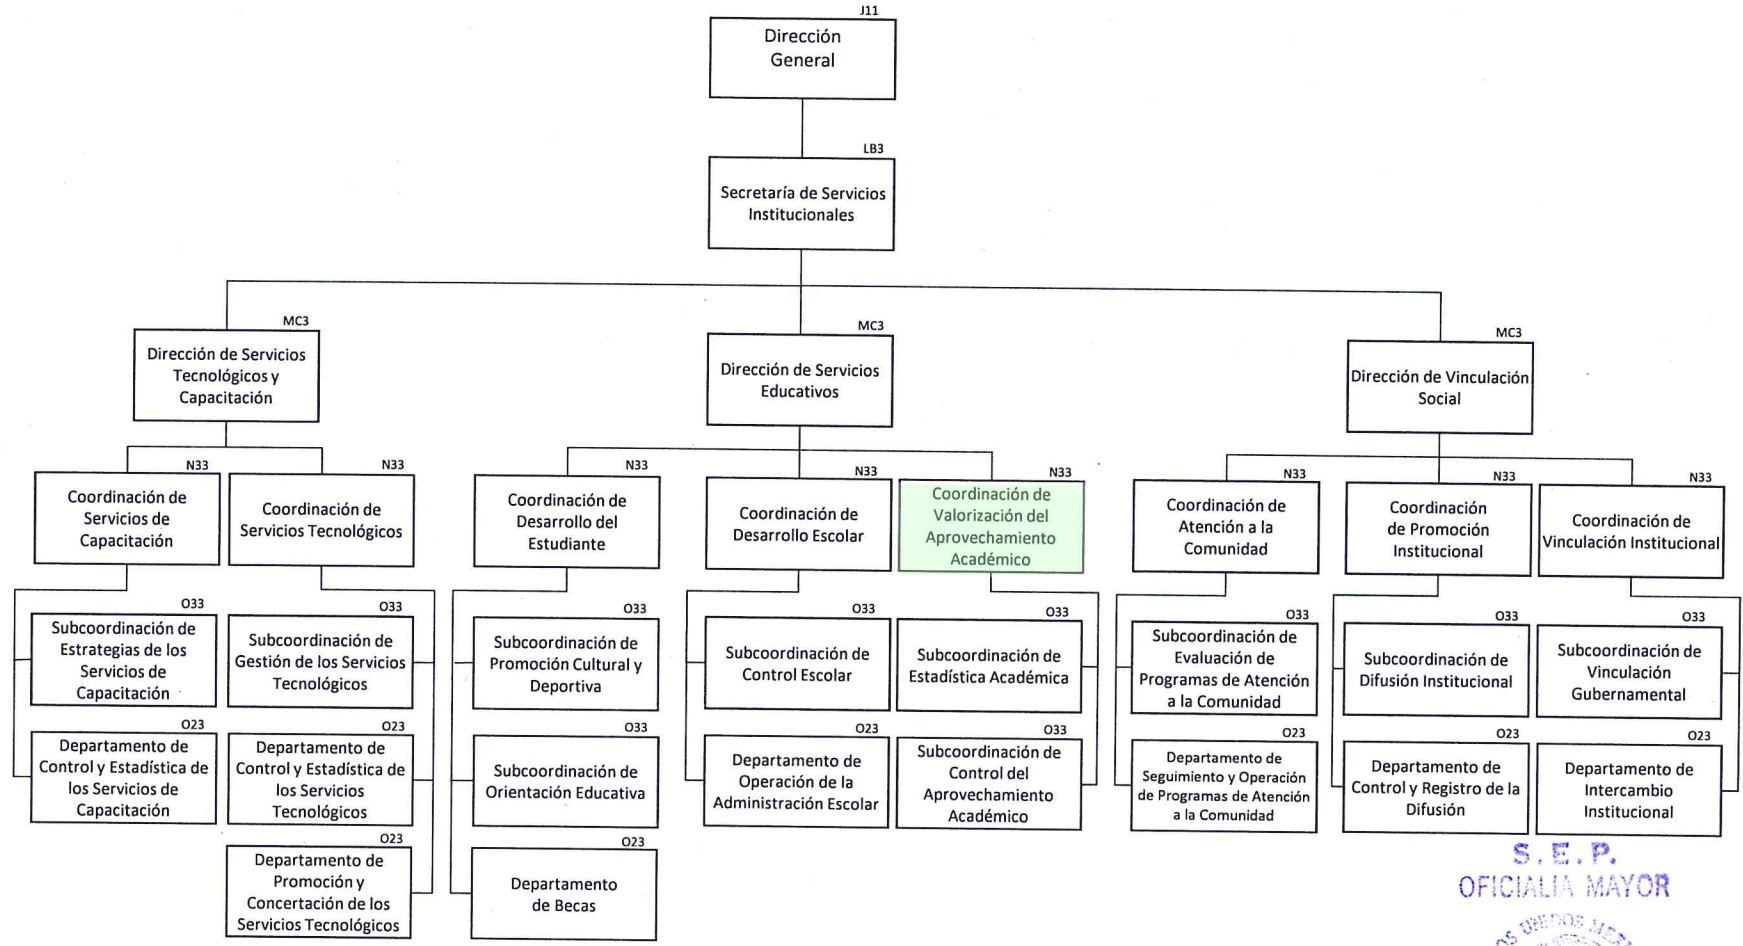 J11
Dirección
General
LB3
Secretaría de Servicios
Institucionales
MC3
Dirección de Servicios
Tecnológicos y
Capacitación
MC3
Dirección de Servicios
Educativos
MC3
Dirección de Vinculación
Social
N33
Coordinación de
Servicios de
Capacitación
N33
Coordinación de
Servicios Tecnológicos
N33
Coordinación de
Desarrollo del
Estudiante
N33
Coordinación de
Desarrollo Escolar
N33
Coordinación de
Valorización del
Aprovechamiento
Académico
N33
Coordinación de
Atención a la
Comunidad
N33
Coordinación
de Promoción
Institucional
N33
Coordinación de
Vinculación Institucional
O33
Subcoordinación de
Estrategias de los
Servicios de
Capacitación
O33
Subcoordinación de
Gestión de los Servicios
Tecnológicos
O33
Subcoordinación de
Promoción Cultural y
Deportiva
O33
Subcoordinación de
Control Escolar
O33
Subcoordinación de
Estadística Académica
O33
Subcoordinación de
Evaluación de
Programas de Atención
a la Comunidad
O33
Subcoordinación de
Difusión Institucional
O33
Subcoordinación de
Vinculación
Gubernamental
O23
Departamento de
Control y Estadística de
los Servicios de
Capacitación
O23
Departamento de
Control y Estadística de
los Servicios
Tecnológicos
O33
Subcoordinación de
Orientación Educativa
O23
Departamento de
Operación de la
Administración Escolar
O33
Subcoordinación de
Control del
Aprovechamiento
Académico
O23
Departamento de
Seguimiento y Operación
de Programas de Atención
a la Comunidad
O23
Departamento de
Control y Registro de la
Difusión
O23
Departamento de
Intercambio
Institucional
O23
Departamento de
Promoción y
Concertación de los
Servicios Tecnológicos
O23
Departamento
de Becas
S.E.P.
OFICIALIA MAYOR